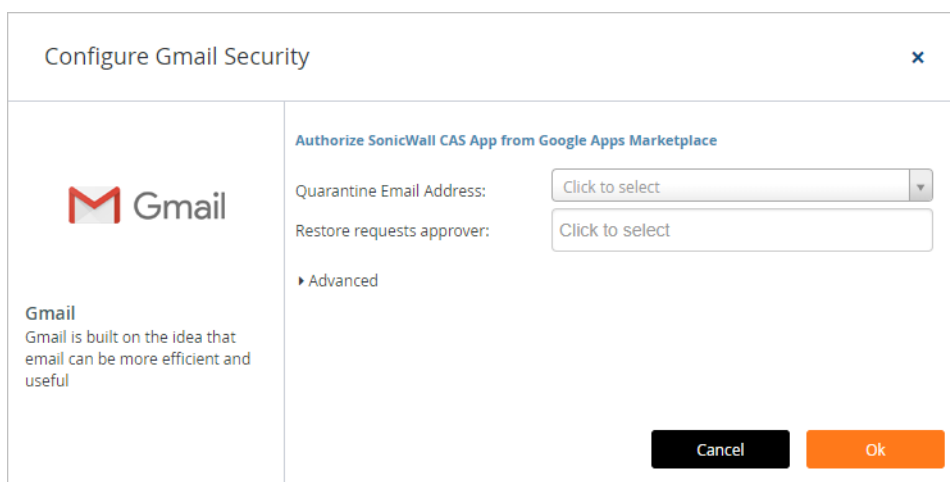 Configure Gmail Security
×
Authorize SonicWall CAS App from Google Apps Marketplace
Quarantine Email Address:
Click to select
Restore requests approver:
Click to select
Advanced
Gmail
Gmail
Gmail is built on the idea that
email can be more efficient and
useful
Cancel
Ok